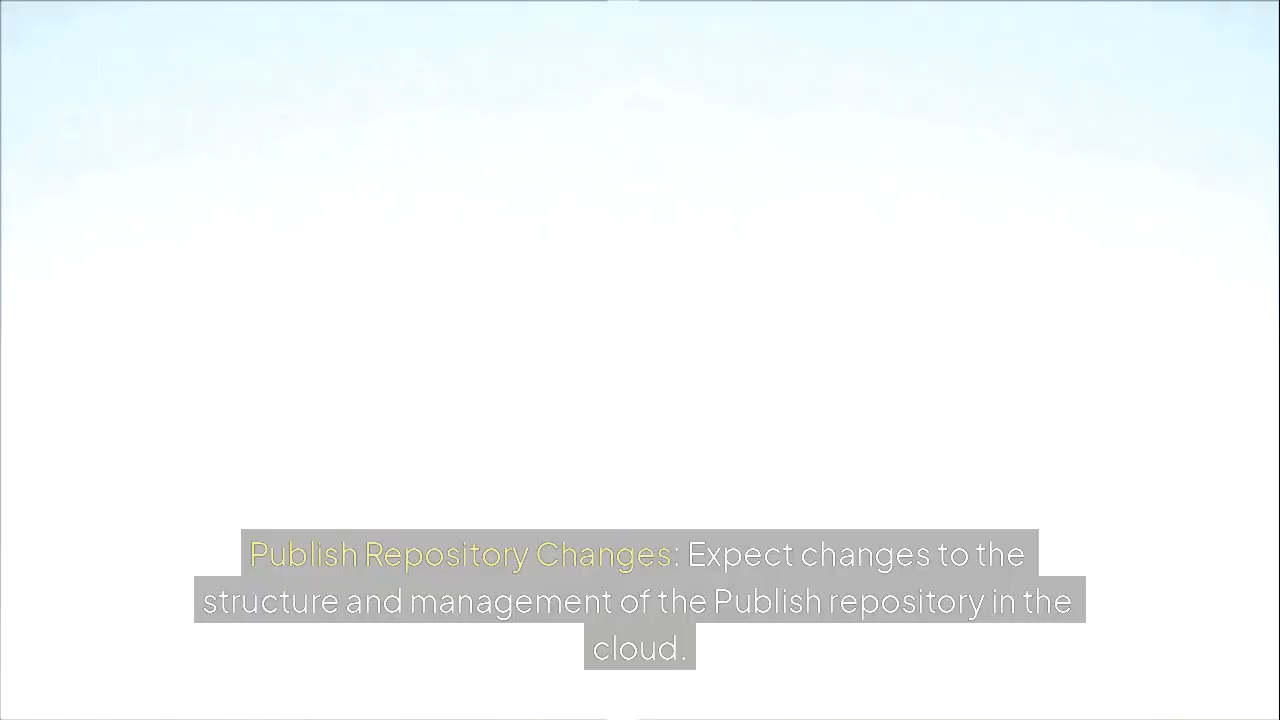 Publish Repository Changes: Expect changes to the
structure and management of the Publish repository in the
cloud.